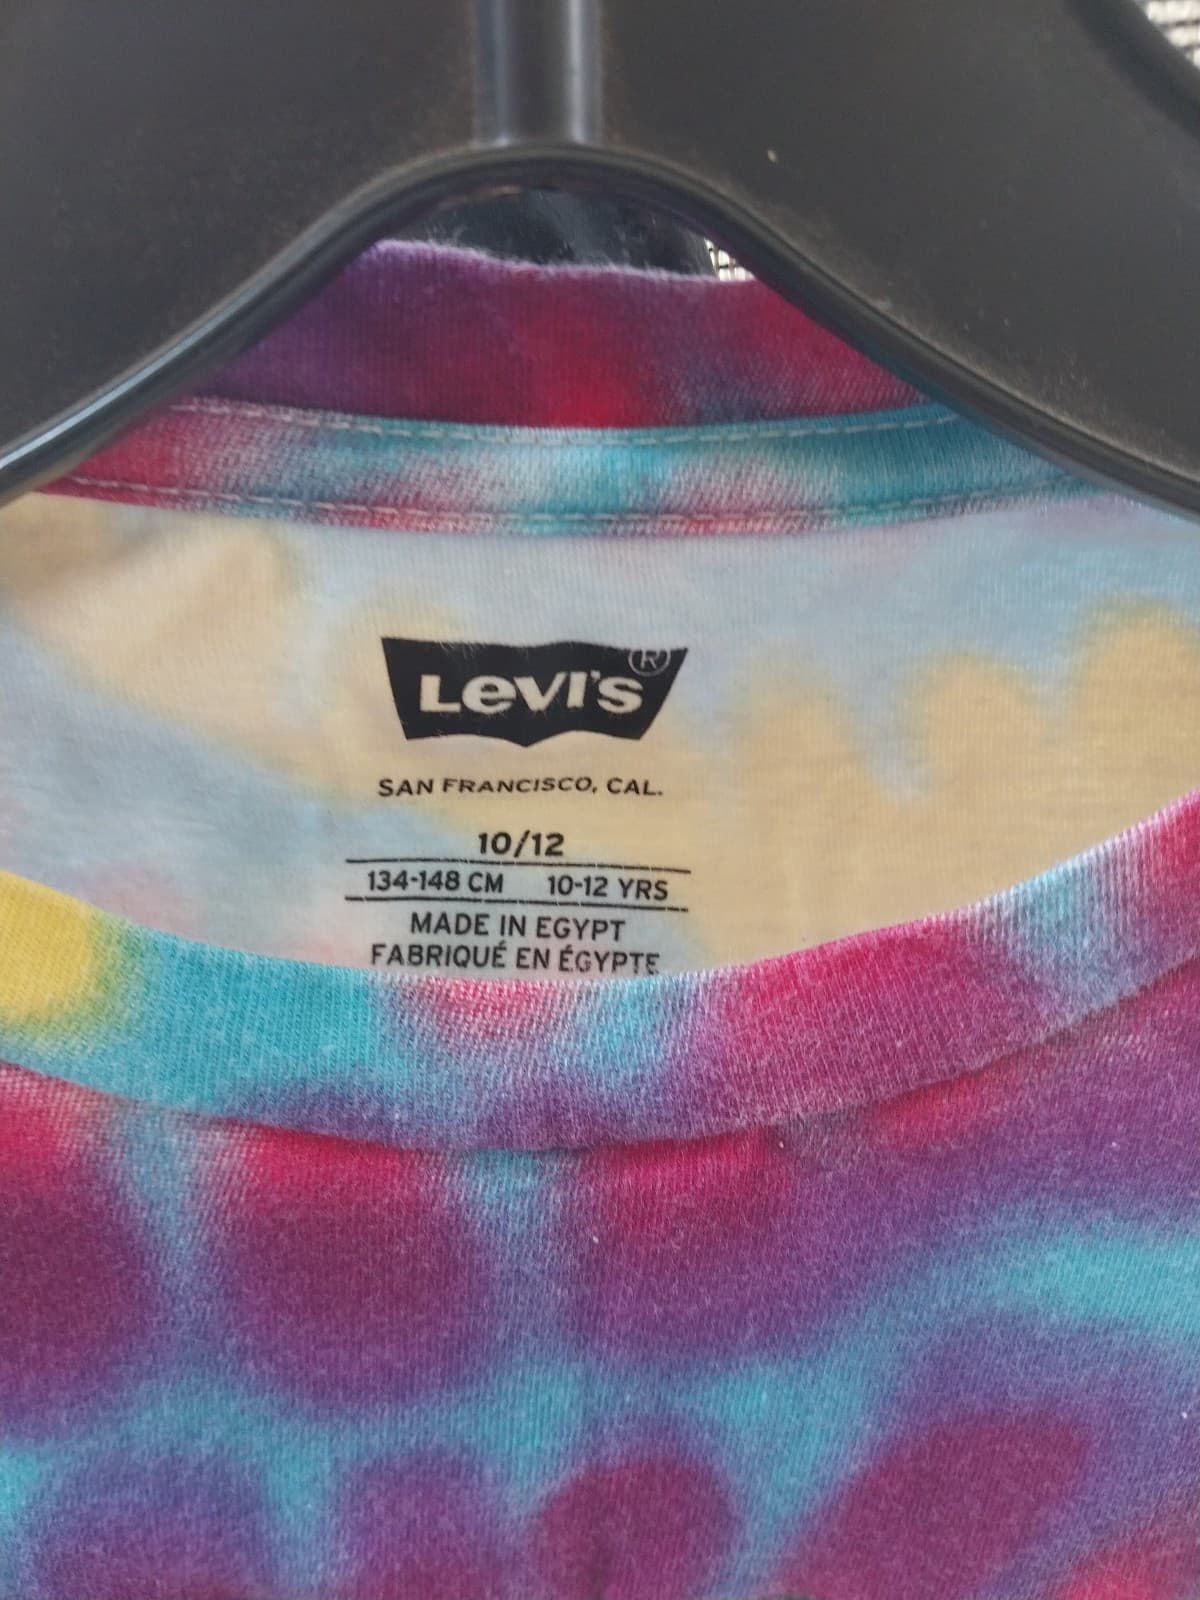 LEVI'S ®
SAN FRANCISCO, CAL.
10/12
134-148 CM 10-12 YRS
MADE IN EGYPT
FABRIQUÉ EN ÉGYPTE